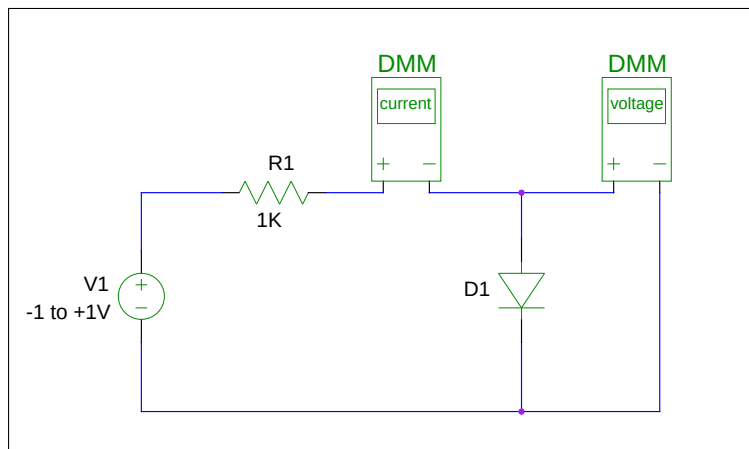 DMM
DMM
current
voltage
+
−
+
−
R1
1K
V1
+
−
-1 to +1V
D1